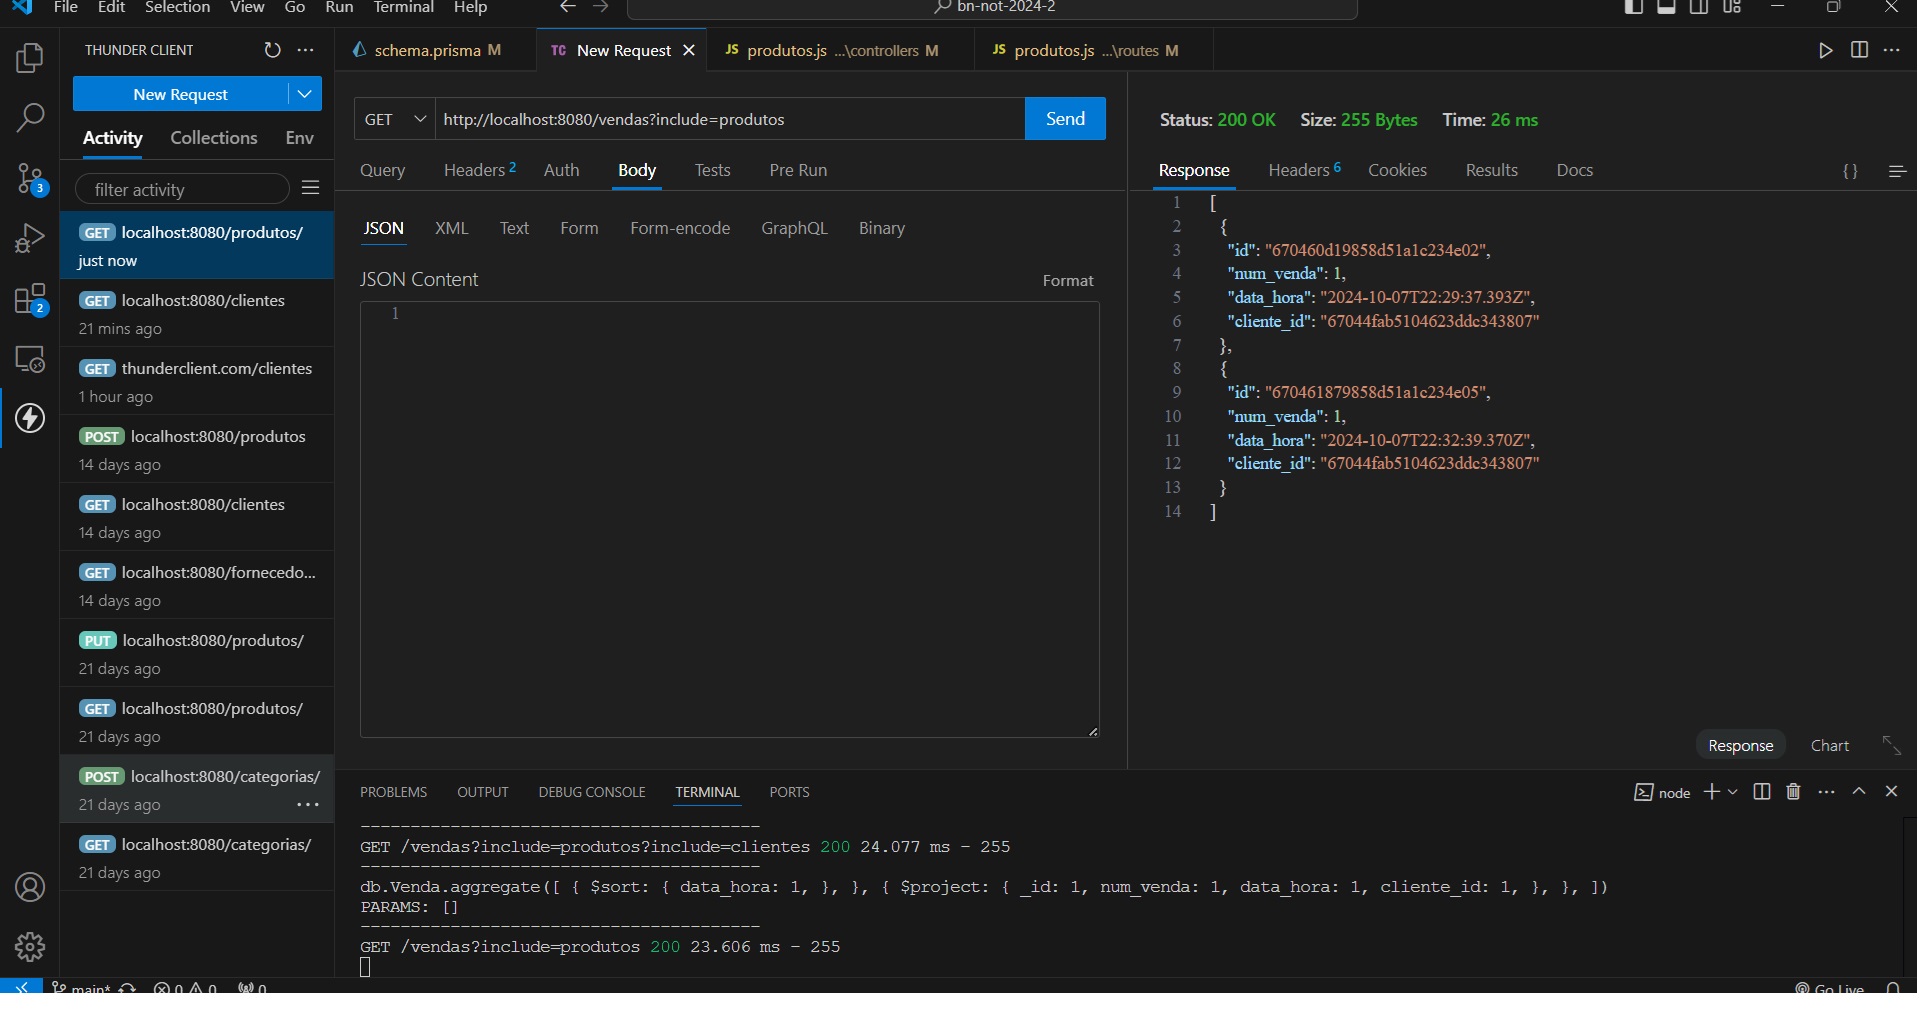 File Edit Selection View Go Run Terminal Help
bn-not-2024-2
THUNDER CLIENT
New Request
Activity Collections Env
filter activity
GET localhost:8080/produtos/
just now
GET localhost:8080/clientes
21 mins ago
GET thunderclient.com/clientes
1 hour ago
POST localhost:8080/produtos
14 days ago
GET localhost:8080/clientes
14 days ago
GET localhost:8080/fornecedo...
14 days ago
PUT localhost:8080/produtos/
21 days ago
GET localhost:8080/produtos/
21 days ago
POST localhost:8080/categorias/
21 days ago
GET localhost:8080/categorias/
21 days ago
3
2
schema.prisma M
TC New Request
JS produtos.js ...\controllers M
JS produtos.js ...\routes M
GET http://localhost:8080/vendas?include=produtos Send
Query Headers 2 Auth Body Tests Pre Run
JSON XML Text Form Form-encode GraphQL Binary
JSON Content Format
1
Status: 200 OK Size: 255 Bytes Time: 26 ms
Response Headers 6 Cookies Results Docs {}
1 [
2 {
3 "id": "670460d19858d51a1c234e02",
4 "num_venda": 1,
5 "data_hora": "2024-10-07T22:29:37.393Z",
6 "cliente_id": "67044fab5104623ddc343807"
7 },
8 {
9 "id": "670461879858d51a1c234e05",
10 "num_venda": 1,
11 "data_hora": "2024-10-07T22:32:39.370Z",
12 "cliente_id": "67044fab5104623ddc343807"
13 }
14 ]
Response Chart
PROBLEMS OUTPUT DEBUG CONSOLE TERMINAL PORTS
node
----------------------------------------
GET /vendas?include=produtos?include=clientes 200 24.077 ms - 255
----------------------------------------
db.Venda.aggregate([ { $sort: { data_hora: 1, }, }, { $project: { _id: 1, num_venda: 1, data_hora: 1, cliente_id: 1, }, }, ])
PARAMS: []
----------------------------------------
GET /vendas?include=produtos 200 23.606 ms - 255
main* 0 0 0 Go Live